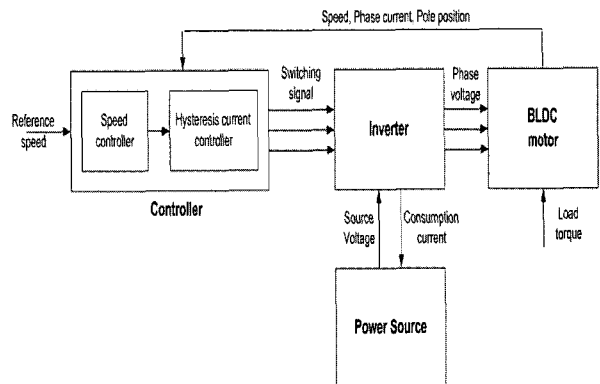 Speed, Phase current, Pole position
Switching
signal
Phase
voltage
Reference
speed
Speed
controller
Hysteresis current
controller
Inverter
BLDC
motor
Controller
Source
Voltage
Consumption
current
Load
torque
Power Source